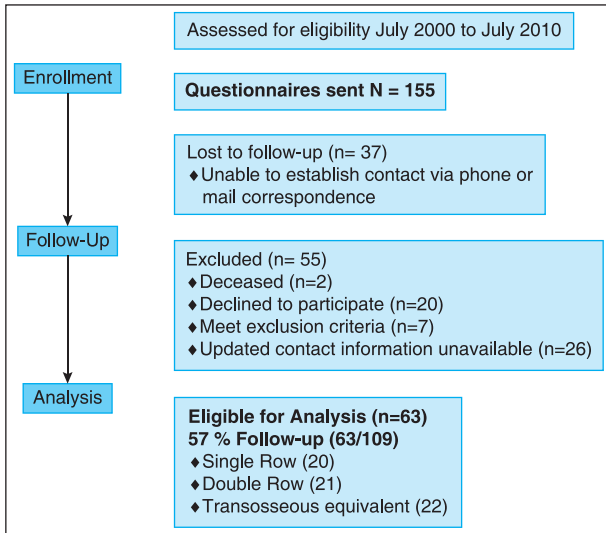 Assessed for eligibility July 2000 to July 2010
Enrollment
Questionnaires sent N = 155
Lost to follow-up (n= 37)
♦Unable to establish contact via phone or
mail correspondence
Follow-Up
Excluded (n= 55)
♦Deceased (n=2)
♦Declined to participate (n=20)
♦Meet exclusion criteria (n=7)
♦Updated contact information unavailable (n=26)
Analysis
Eligible for Analysis (n=63)
57 % Follow-up (63/109)
♦Single Row (20)
♦Double Row (21)
♦Transosseous equivalent (22)